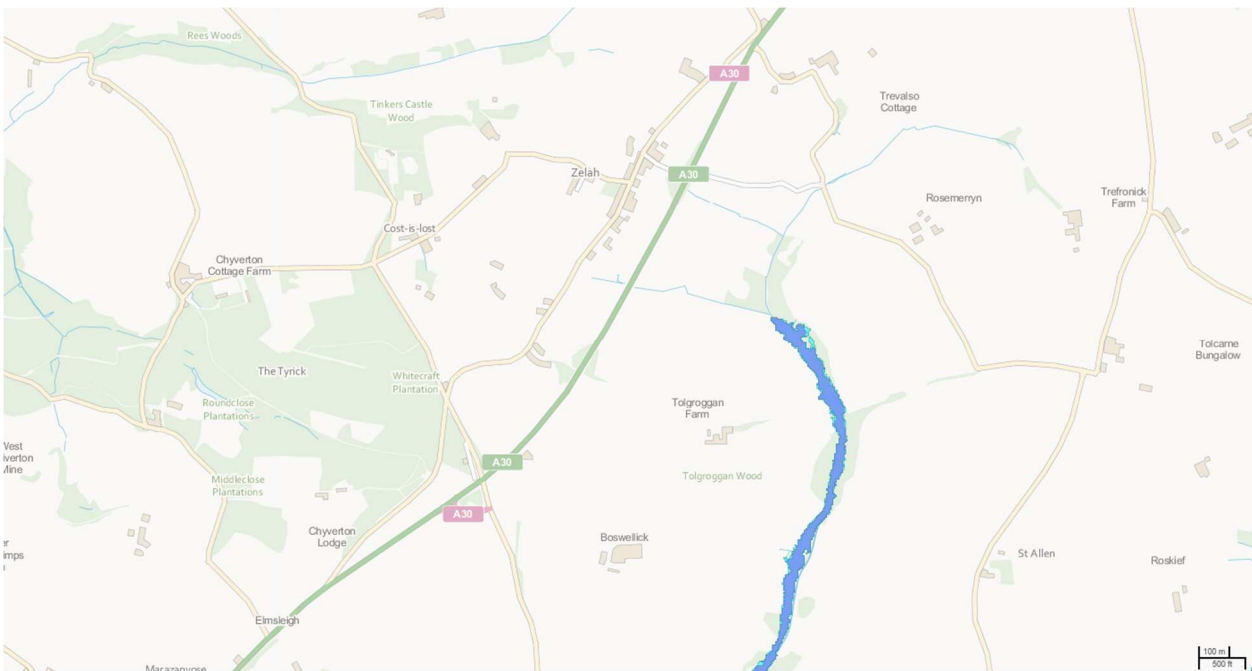 Rees Woods
A30
Tinkers Castle
Wood
Trevalso
Cottage
Zelah
A30
Rosemerryn
Trefronick
Farm
Cost-is-lost
Chyverton
Cottage Farm
The Tyrick
Whitecraft
Plantation
Tolcarne
Bungalow
Roundclose
Plantations
Tolgroggan
Farm
West
Mine
A30
Tolgroggan Wood
Middleclose
Plantations
A30
Chyverton
Lodge
Boswellick
St Allen
Roskief
Elmsleigh
Marazanvose
100 m
500 ft